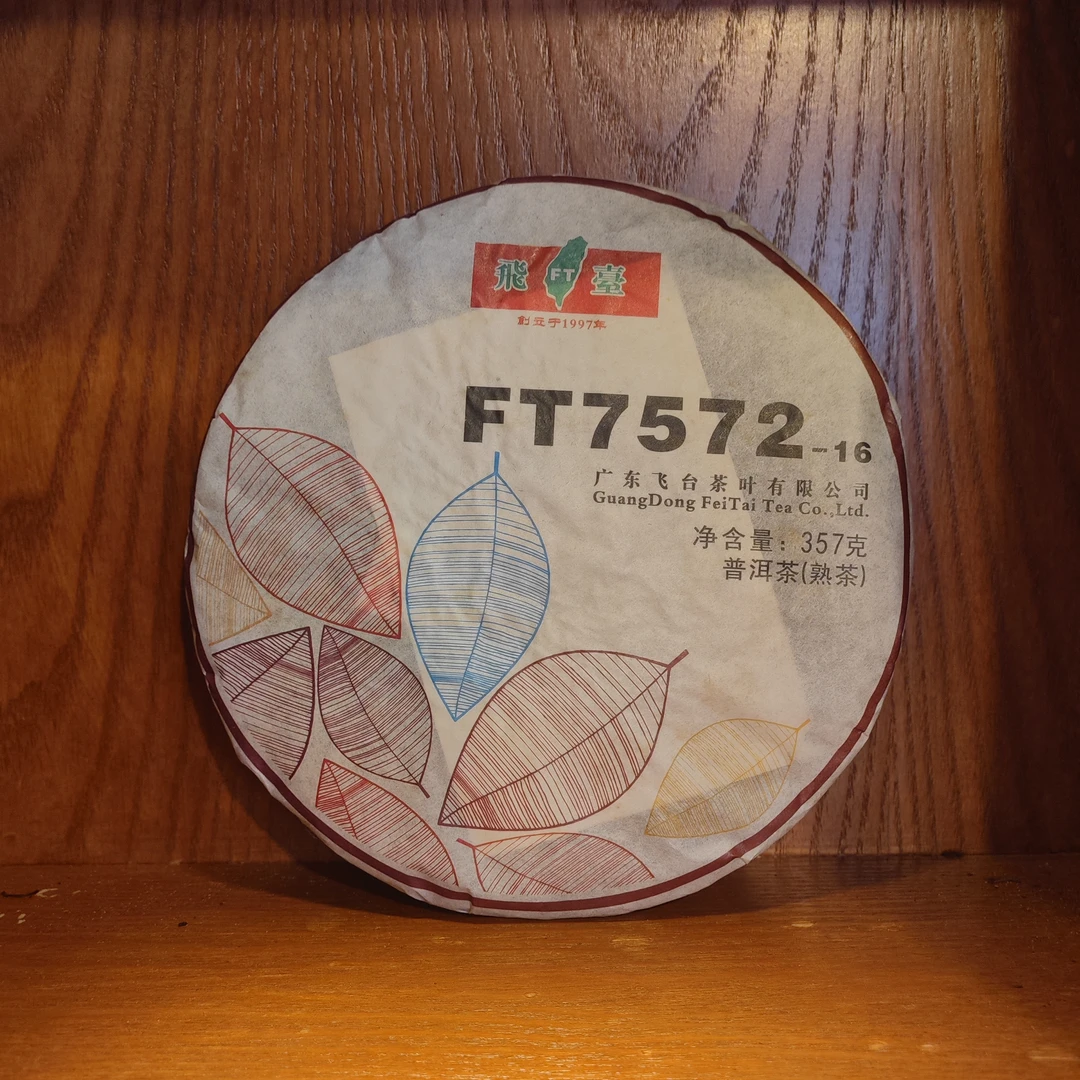 飛 FT 臺
創立于1997年
FT7572-16
广东飞台茶叶有限公司
GuangDong FeiTai Tea Co.,Ltd.
净含量：357克
普洱茶(熟茶)